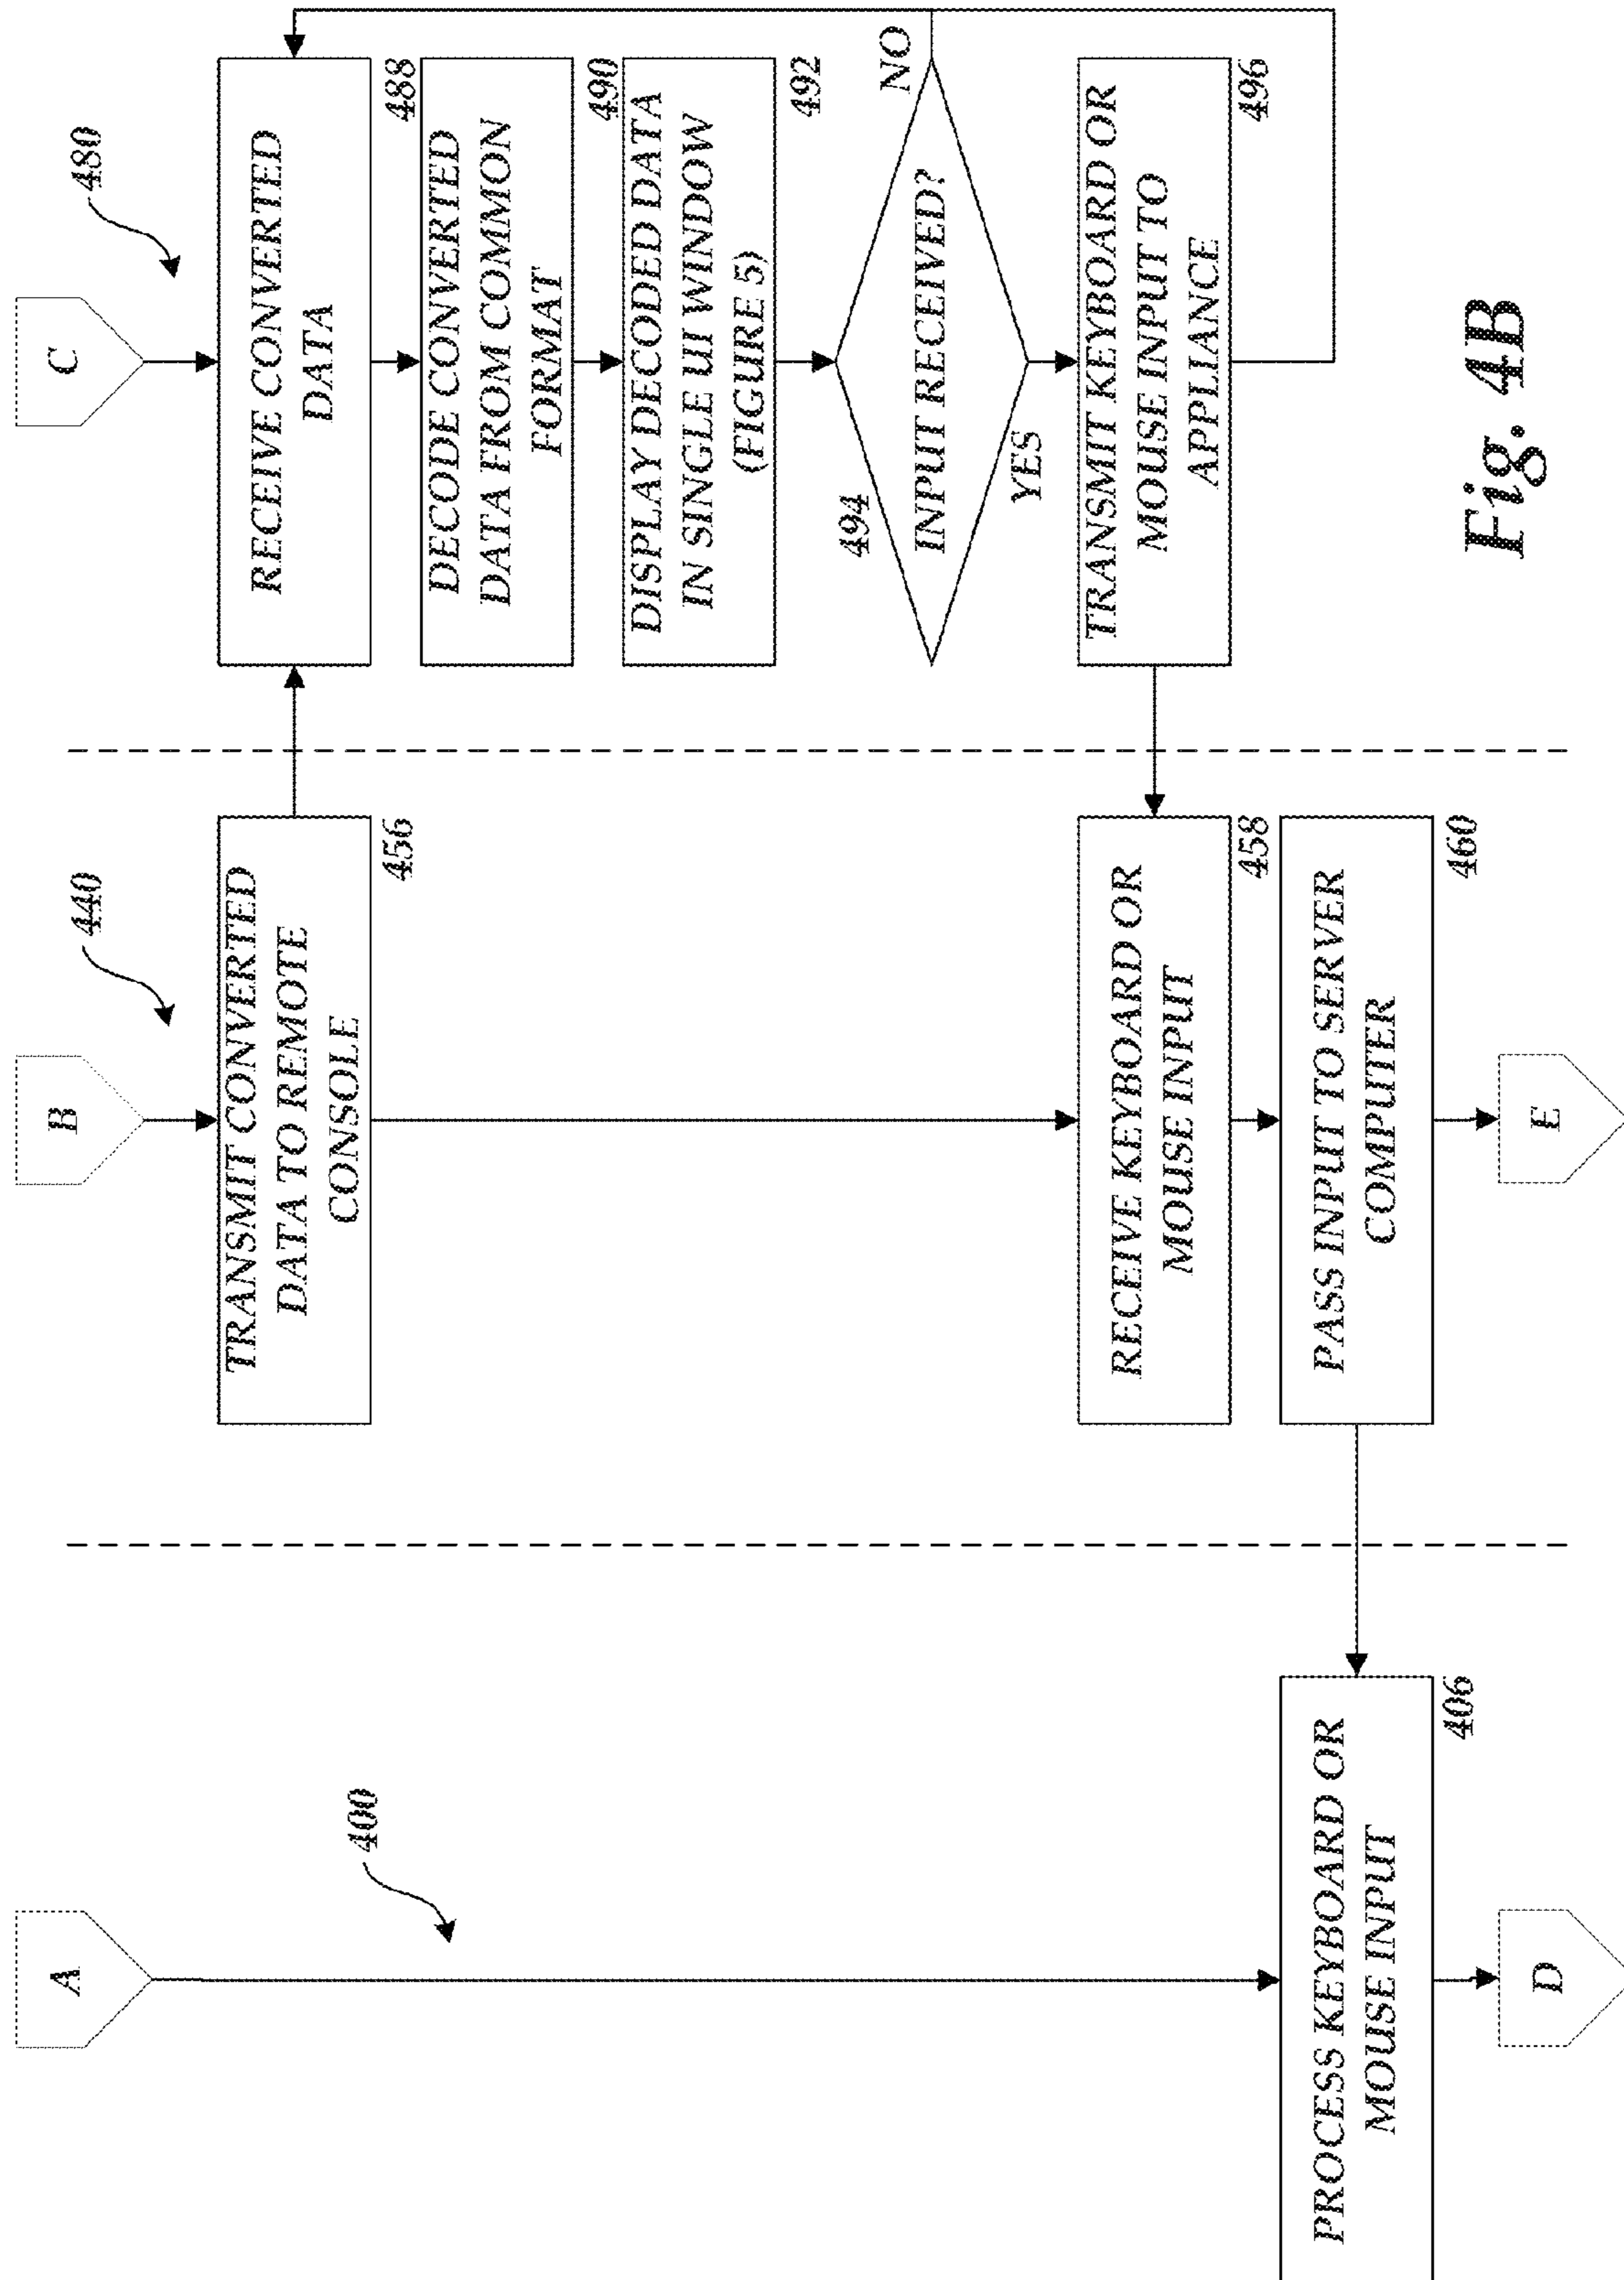 A
400
PROCESS KEYBOARD OR
MOUSE INPUT
406
D
B
440
TRANSMIT CONVERTED
DATA TO REMOTE
CONSOLE
456
RECEIVE KEYBOARD OR
MOUSE INPUT
458
PASS INPUT TO SERVER
COMPUTER
460
E
C
480
RECEIVE CONVERTED
DATA
488
DECODE CONVERTED
DATA FROM COMMON
FORMAT
490
DISPLAY DECODED DATA
IN SINGLE UI WINDOW
(FIGURE 5)
492
494
INPUT RECEIVED?
NO
YES
TRANSMIT KEYBOARD OR
MOUSE INPUT TO
APPLIANCE
496
Fig. 4B